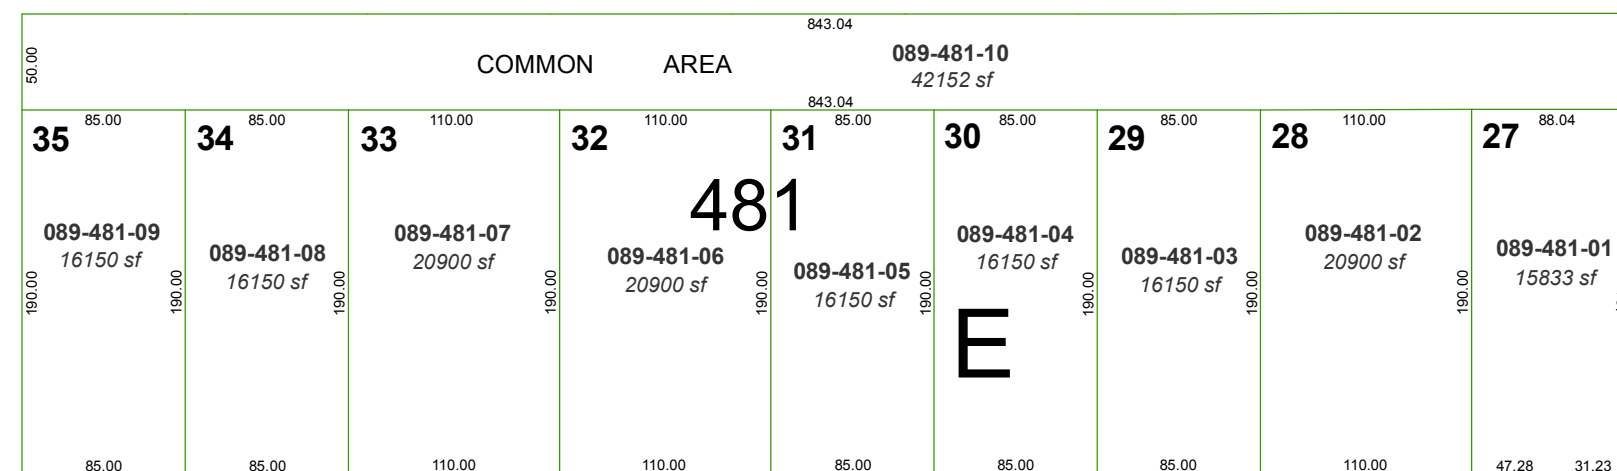 843.04
50.00
COMMON AREA
089-481-10
42152 sf
843.04
85.00 85.00 110.00 110.00 85.00 85.00 85.00 110.00 88.04
35 34 33 32 31 30 29 28 27
481
089-481-09
16150 sf
089-481-08
16150 sf
089-481-07
20900 sf
089-481-06
20900 sf
089-481-05
16150 sf
089-481-04
16150 sf
089-481-03
16150 sf
089-481-02
20900 sf
089-481-01
15833 sf
190.00 190.00 190.00 190.00 190.00 190.00 190.00 190.00 190.00
E
85.00 85.00 110.00 110.00 85.00 85.00 85.00 110.00 47.28 31.23